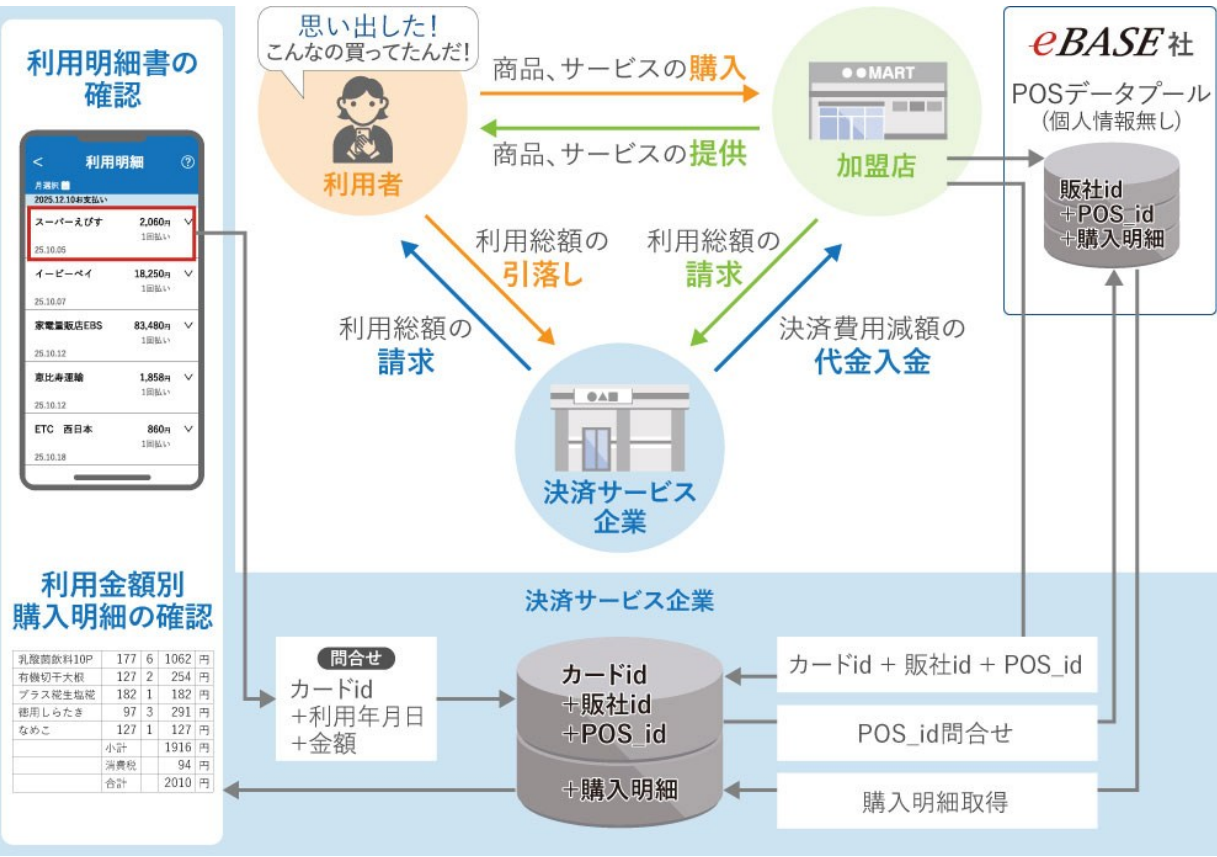 利用明細書の
確認
<
利用明細
?
月選択
2025.12.10お支払い
スーパーえびす 2,060円
1回払い
25.10.05
イービーペイ 18,250円
1回払い
25.10.07
家電量販店EBS 83,480円
1回払い
25.10.12
恵比寿運輸 1,858円
1回払い
25.10.12
ETC 西日本 860円
1回払い
25.10.18
利用金額別
購入明細の確認
乳酸菌飲料10P 177 6 1062 円
有機切干大根 127 2 254 円
プラス糀生塩糀 182 1 182 円
徳用しらたき 97 3 291 円
なめこ 127 1 127 円
小計 1916 円
消費税 94 円
合計 2010 円
思い出した!
こんなの買ってたんだ!
利用者
商品、サービスの購入
商品、サービスの提供
●●MART
加盟店
利用総額の
引落し
利用総額の
請求
利用総額の
請求
決済費用減額の
代金入金
●▲■
決済サービス
企業
eBASE社
POSデータプール
(個人情報無し)
販社id
+POS_id
+購入明細
決済サービス企業
問合せ
カードid
+利用年月日
+金額
カードid
+販社id
+POS_id
+購入明細
カードid + 販社id + POS_id
POS_id問合せ
購入明細取得